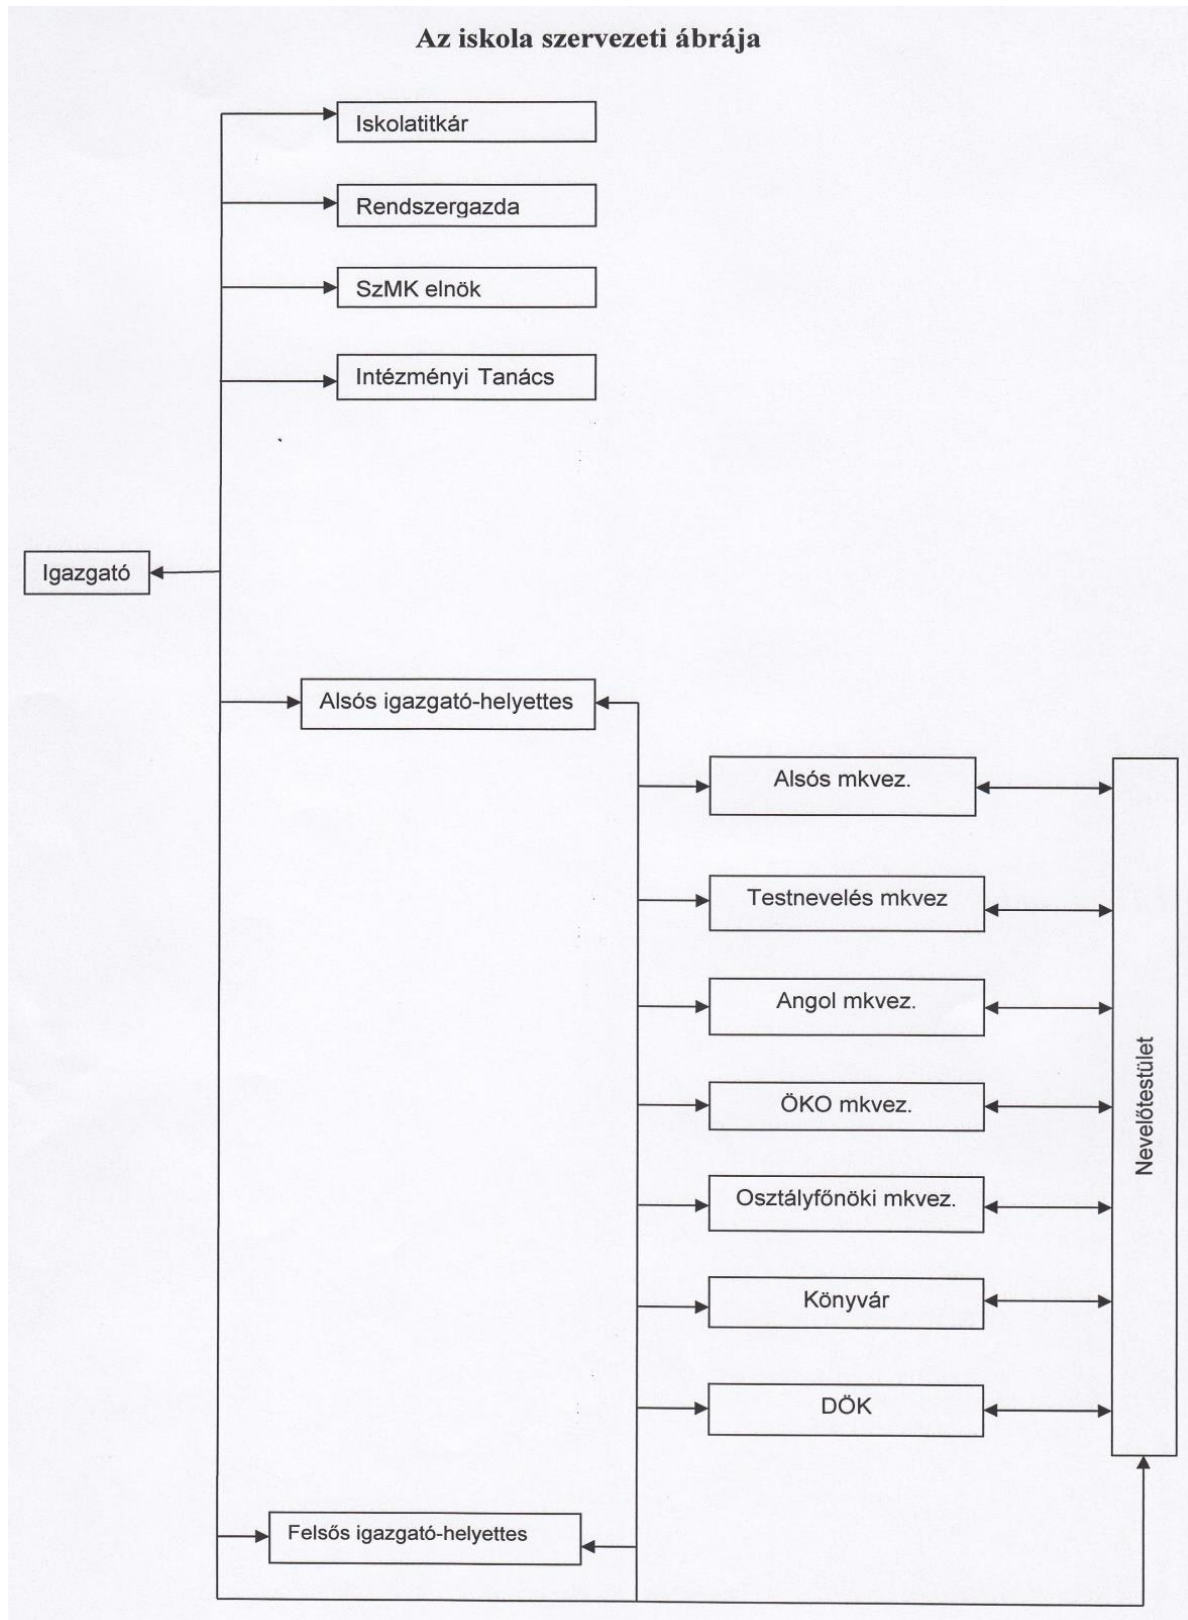 Az iskola szervezeti ábrája
Iskolatitkár
Rendszergazda
SzMK elnök
Intézményi Tanács
Igazgató
Alsós igazgató-helyettes
Alsós mkvez.
Testnevelés mkvez
Angol mkvez.
ÖKO mkvez.
Osztályfőnöki mkvez.
Könyvár
DÖK
Nevelőtestület
Felsős igazgató-helyettes